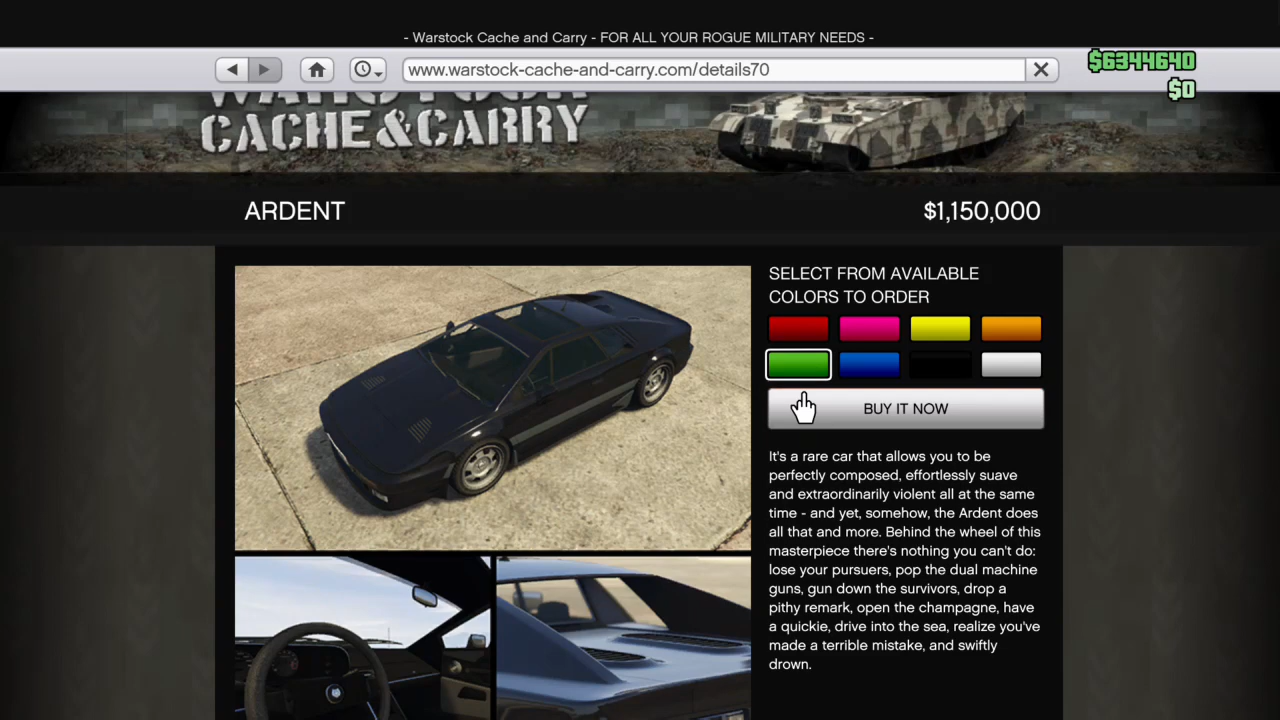 - Warstock Cache and Carry - FOR ALL YOUR ROGUE MILITARY NEEDS -
www.warstock-cache-and-carry.com/details70
$6344640
$0
WARSTOCK
CACHE&CARRY
ARDENT
$1,150,000
SELECT FROM AVAILABLE
COLORS TO ORDER
BUY IT NOW
It's a rare car that allows you to be
perfectly composed, effortlessly suave
and extraordinarily violent all at the same
time - and yet, somehow, the Ardent does
all that and more. Behind the wheel of this
masterpiece there's nothing you can't do:
lose your pursuers, pop the dual machine
guns, gun down the survivors, drop a
pithy remark, open the champagne, have
a quickie, drive into the sea, realize you've
made a terrible mistake, and swiftly
drown.